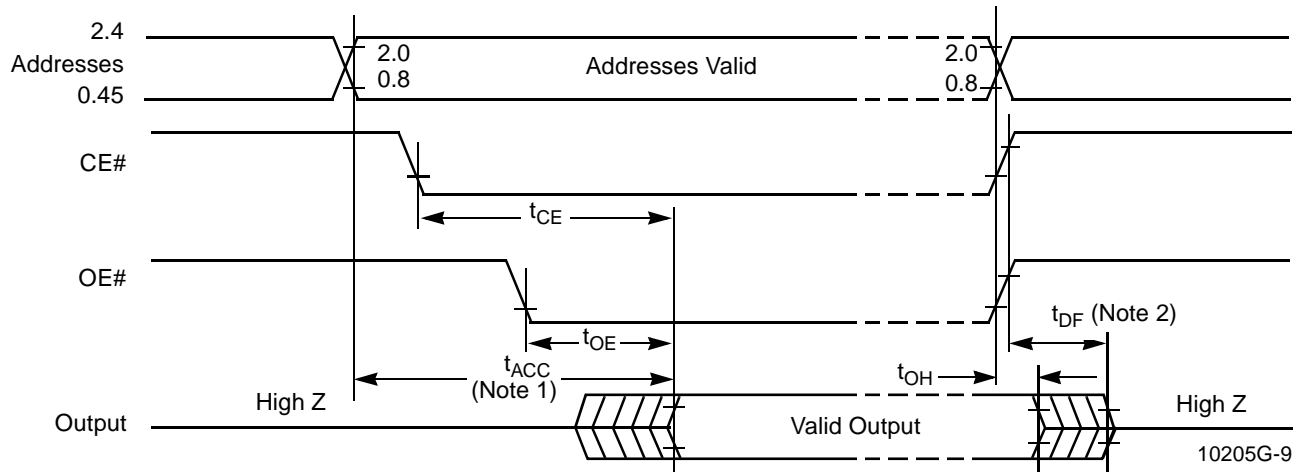 2.4
Addresses
0.45
2.0
0.8
Addresses Valid
2.0
0.8
CE#
tCE
OE#
tOE
tDF (Note 2)
tACC
(Note 1)
tOH
High Z
High Z
Output
Valid Output
10205G-9